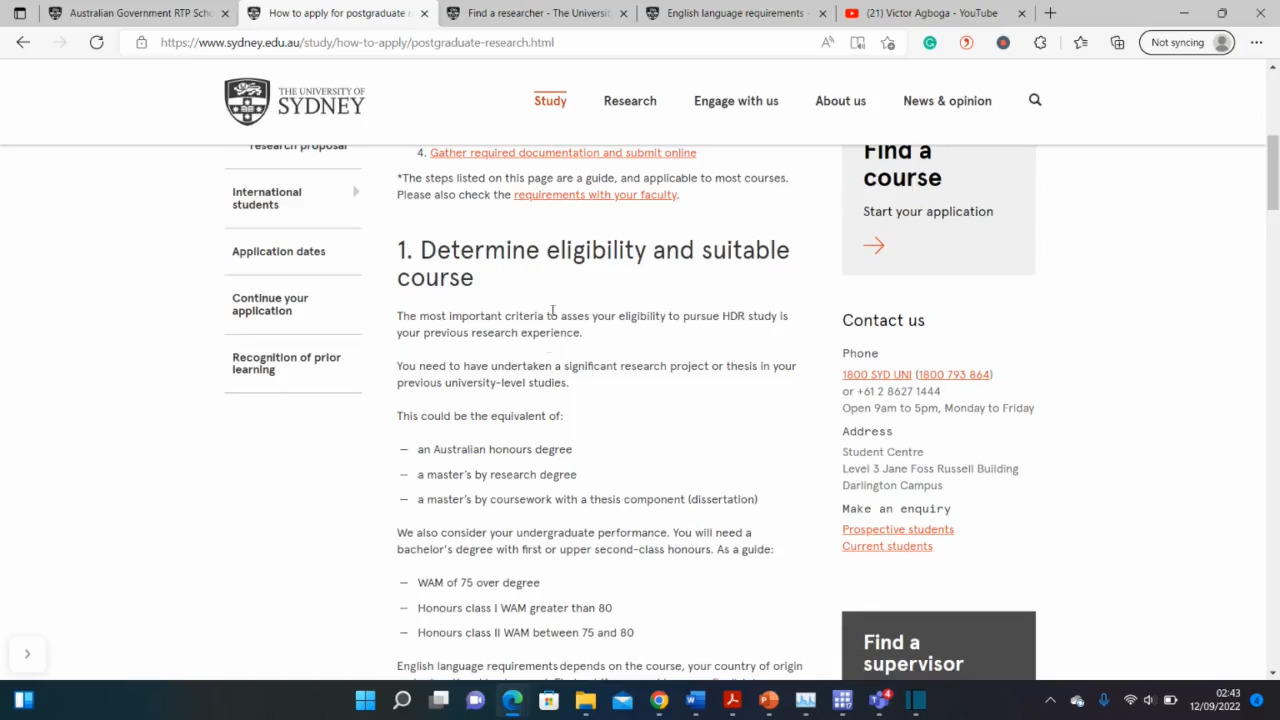 Australian Government RTP Scho
How to apply for postgraduate r
Find a researcher - The Universit
English language requirements -
(21) Victor Agboga - YouTube
https://www.sydney.edu.au/study/how-to-apply/postgraduate-research.html
Not syncing
THE UNIVERSITY OF
SYDNEY
Study
Research
Engage with us
About us
News & opinion
research proposal
International
students
Application dates
Continue your
application
Recognition of prior
learning
4. Gather required documentation and submit online
*The steps listed on this page are a guide, and applicable to most courses.
Please also check the requirements with your faculty.
1. Determine eligibility and suitable
course
The most important criteria to asses your eligibility to pursue HDR study is
your previous research experience.
You need to have undertaken a significant research project or thesis in your
previous university-level studies.
This could be the equivalent of:
— an Australian honours degree
— a master's by research degree
— a master's by coursework with a thesis component (dissertation)
We also consider your undergraduate performance. You will need a
bachelor's degree with first or upper second-class honours. As a guide:
— WAM of 75 over degree
— Honours class I WAM greater than 80
— Honours class II WAM between 75 and 80
English language requirements depends on the course, your country of origin
Find a
course
Start your application
Contact us
Phone
1800 SYD UNI (1800 793 864)
or +61 2 8627 1444
Open 9am to 5pm, Monday to Friday
Address
Student Centre
Level 3 Jane Foss Russell Building
Darlington Campus
Make an enquiry
Prospective students
Current students
Find a
supervisor
4
02:43
12/09/2022
4